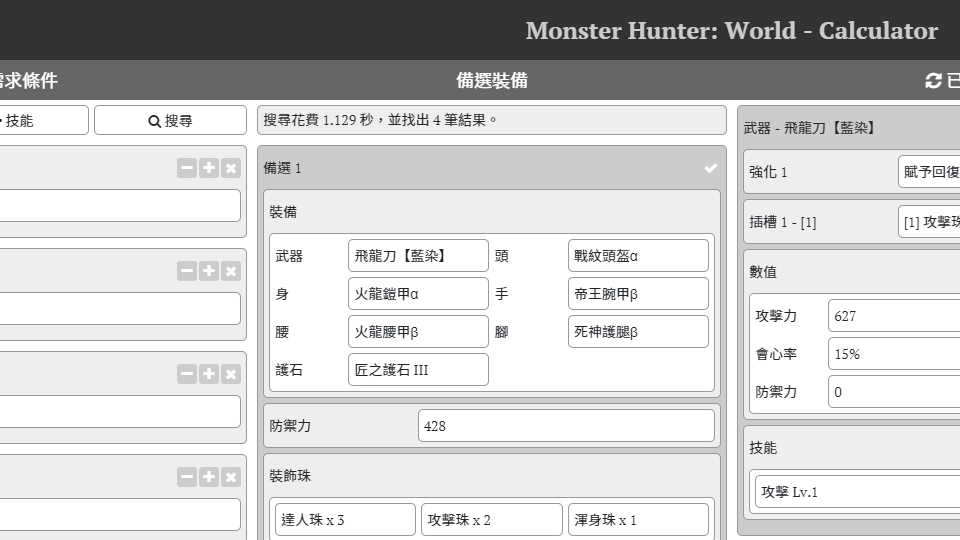 Monster Hunter: World - Calculator
求條件
備選裝備
技能
搜尋
搜尋花費 1.129 秒，並找出 4 筆結果。
備選 1
裝備
武器 飛龍刀【藍染】 頭 戰紋頭盔α
身 火龍鎧甲α 手 帝王腕甲β
腰 火龍腰甲β 腳 死神護腿β
護石 匠之護石 III
防禦力 428
裝飾珠
達人珠 x 3 攻擊珠 x 2 渾身珠 x 1
武器 - 飛龍刀【藍染】
強化 1 賦予回復
插槽 1 - [1] [1] 攻擊珠
數值
攻擊力 627
會心率 15%
防禦力 0
技能
攻擊 Lv.1